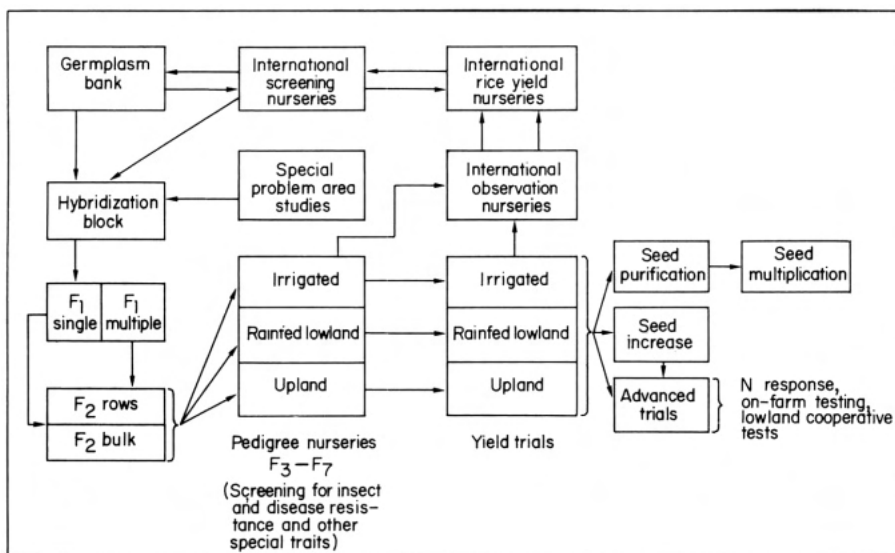 Germplasm
bank
International
screening
nurseries
International
rice yield
nurseries
Hybridization
block
Special
problem area
studies
International
observation
nurseries
F1
single
F1
multiple
Irrigated
Rainfed lowland
Upland
Irrigated
Rainfed lowland
Upland
Seed
purification
Seed
multiplication
Seed
increase
Advanced
trials
N response,
on-farm testing,
lowland cooperative
tests
F2 rows
F2 bulk
Pedigree nurseries
F3–F7
(Screening for insect
and disease resis-
tance and other
special traits)
Yield trials